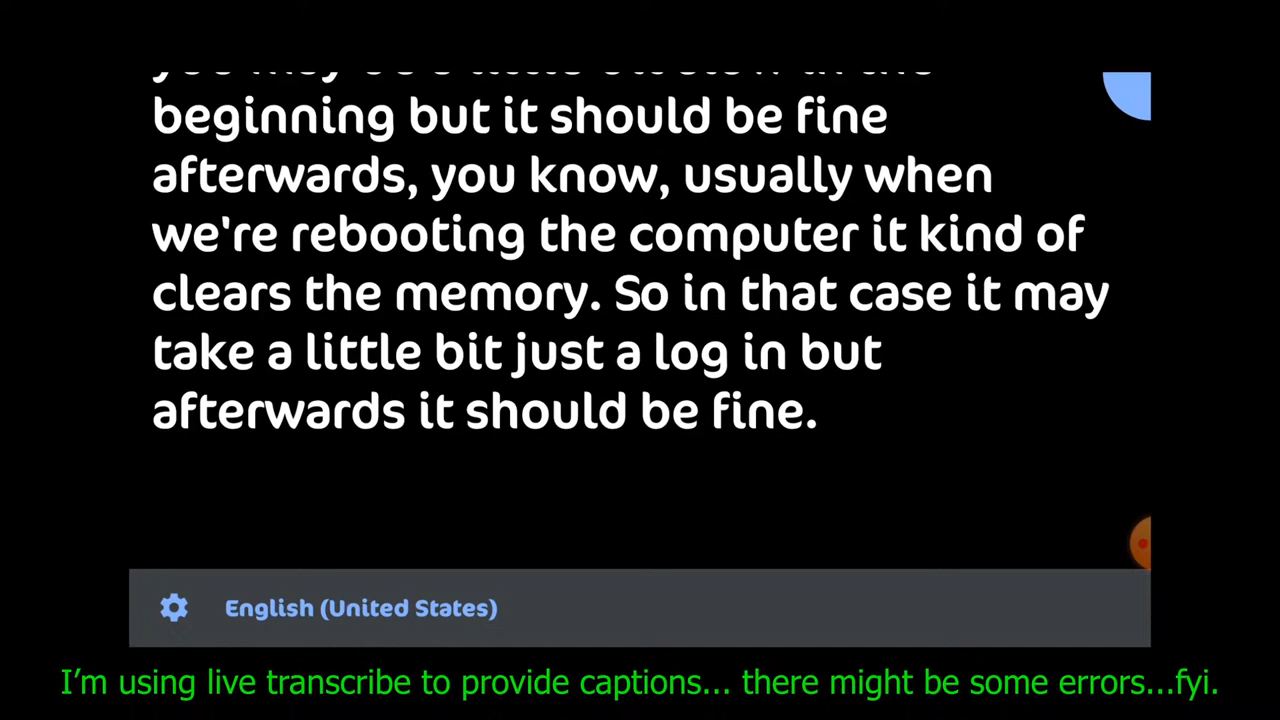 beginning but it should be fine
afterwards, you know, usually when
we're rebooting the computer it kind of
clears the memory. So in that case it may
take a little bit just a log in but
afterwards it should be fine.
English (United States)
I'm using live transcribe to provide captions... there might be some errors...fyi.